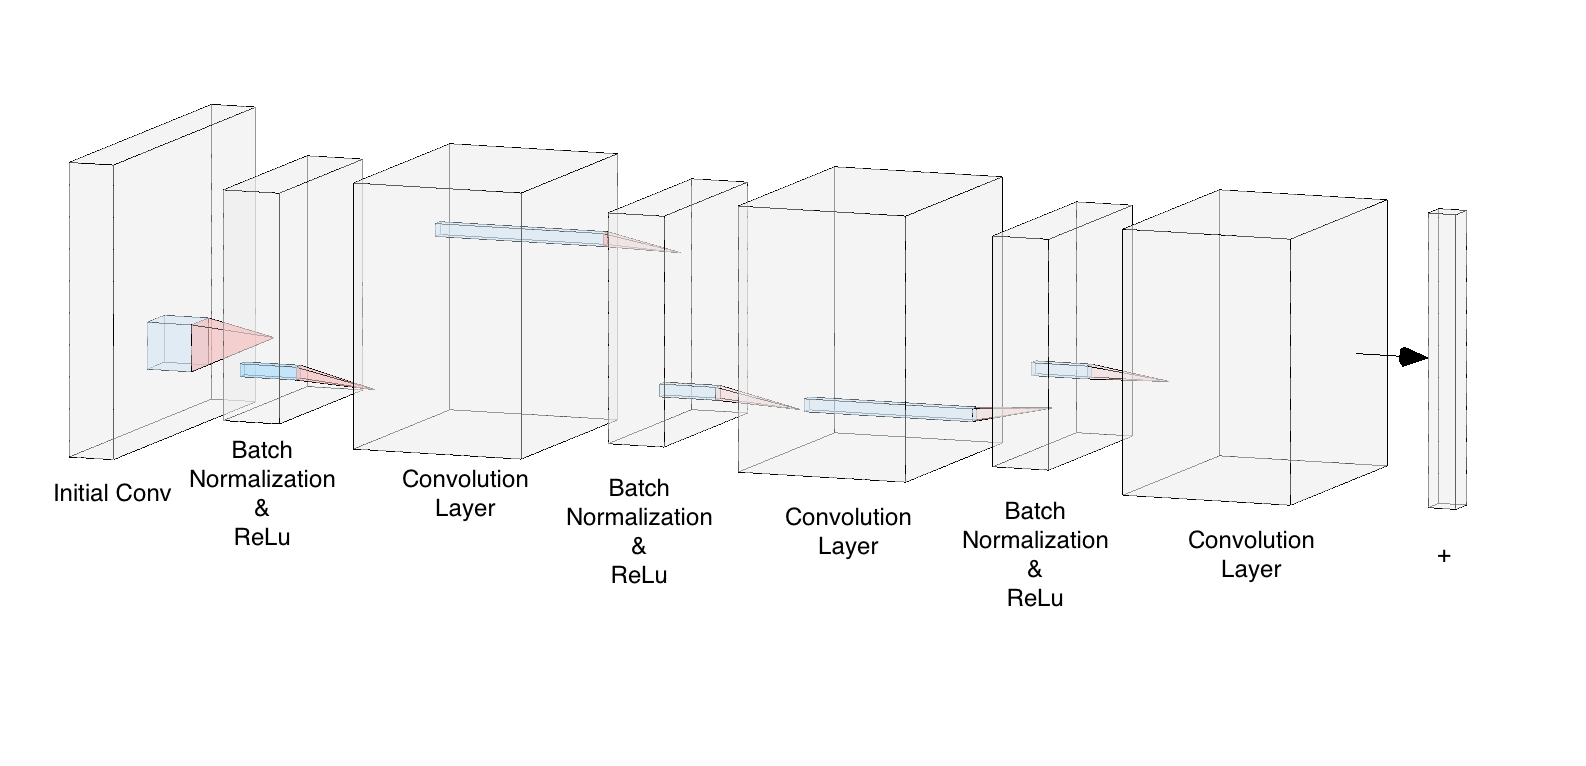 Initial Conv
Batch
Normalization
&
ReLu
Convolution
Layer
Batch
Normalization
&
ReLu
Convolution
Layer
Batch
Normalization
&
ReLu
Convolution
Layer
+